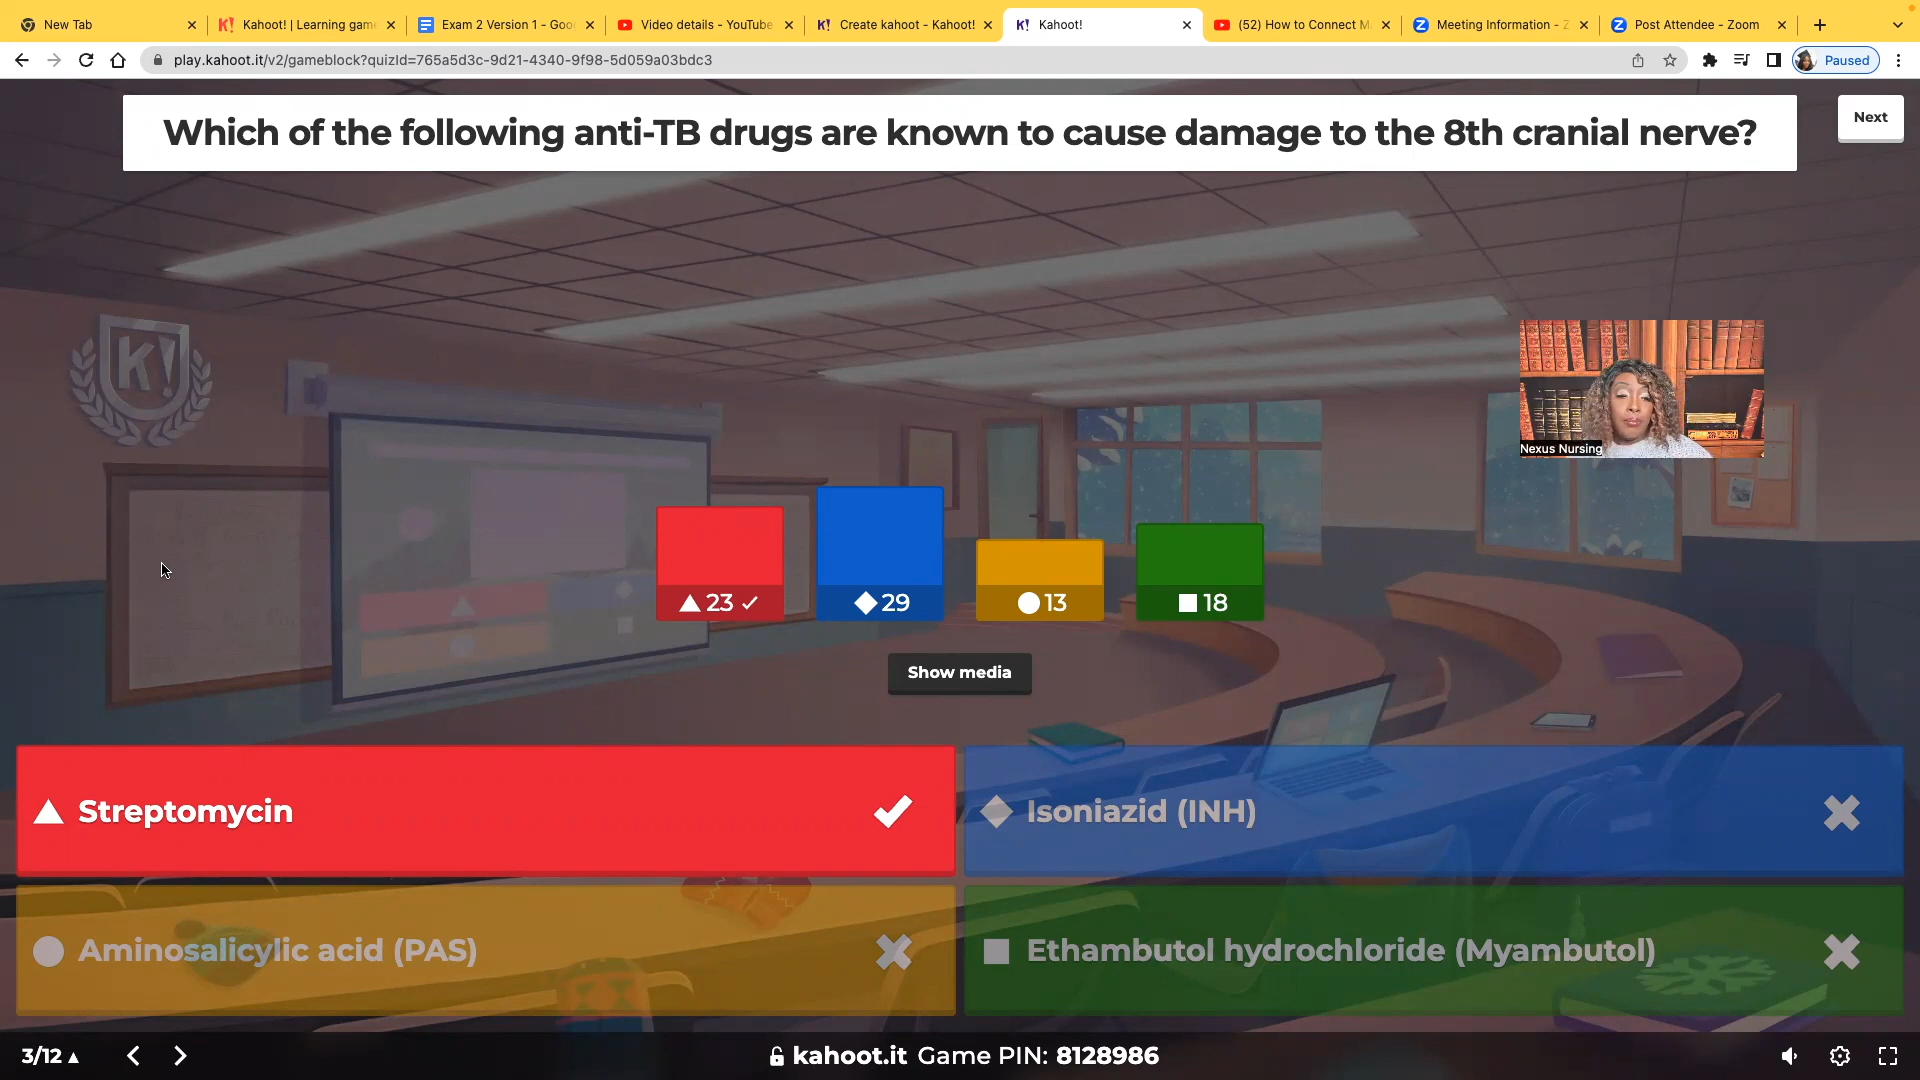 New Tab
Kahoot! | Learning game
Exam 2 Version 1 - Goo
Video details - YouTube
Create kahoot - Kahoot!
Kahoot!
(52) How to Connect M
Meeting Information - Z
Post Attendee - Zoom
play.kahoot.it/v2/gameblock?quizId=765a5d3c-9d21-4340-9f98-5d059a03bdc3
Paused
Which of the following anti-TB drugs are known to cause damage to the 8th cranial nerve?
Next
K!
Nexus Nursing
23
29
13
18
Show media
Streptomycin
Isoniazid (INH)
Aminosalicylic acid (PAS)
Ethambutol hydrochloride (Myambutol)
3/12
kahoot.it Game PIN: 8128986